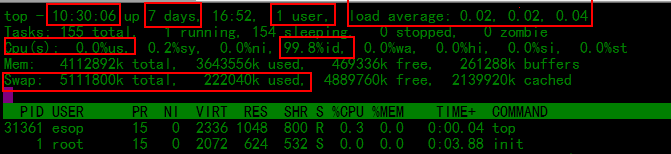 top - 10:30:06 up 7 days, 16:52, 1 user, load average: 0.02, 0.02, 0.04
Tasks: 155 total, 1 running, 154 sleeping, 0 stopped, 0 zombie
Cpu(s): 0.0%us, 0.2%sy, 0.0%ni, 99.8%id, 0.0%wa, 0.0%hi, 0.0%si, 0.0%st
Mem: 4112892k total, 3643556k used, 469336k free, 261288k buffers
Swap: 5111800k total, 222040k used, 4889760k free, 2139920k cached
PID USER PR NI VIRT RES SHR S %CPU %MEM TIME+ COMMAND
31361 esop 15 0 2336 1048 800 R 0.3 0.0 0:00.04 top
1 root 15 0 2072 624 532 S 0.0 0.0 0:03.88 init